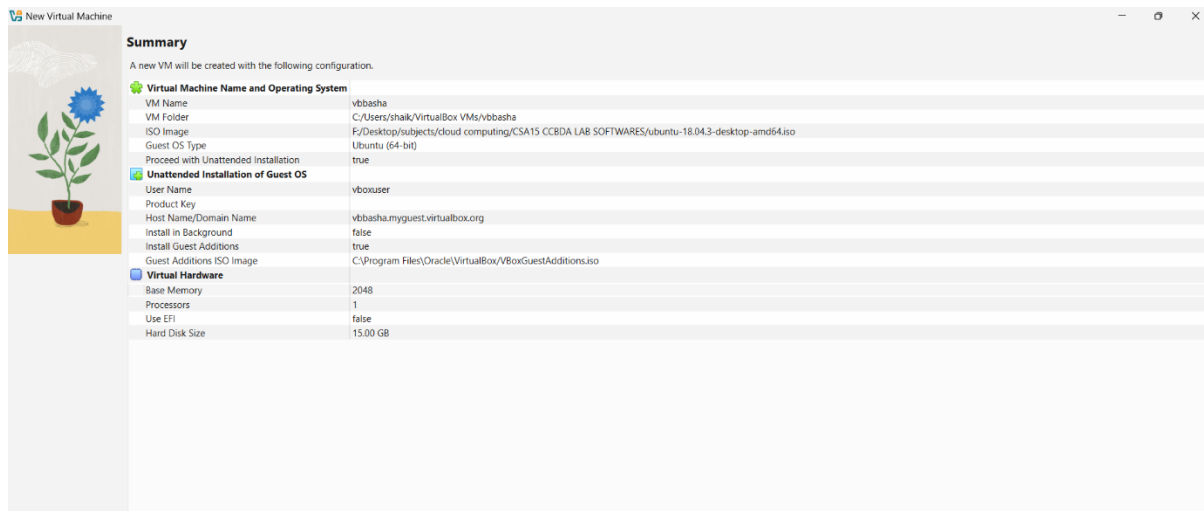 New Virtual Machine
Summary
A new VM will be created with the following configuration.
Virtual Machine Name and Operating System
VM Name vbbasha
VM Folder C:/Users/shaik/VirtualBox VMs/vbbasha
ISO Image F:/Desktop/subjects/cloud computing/CSA15 CCBDA LAB SOFTWARES/ubuntu-18.04.3-desktop-amd64.iso
Guest OS Type Ubuntu (64-bit)
Proceed with Unattended Installation true
Unattended Installation of Guest OS
User Name vboxuser
Product Key
Host Name/Domain Name vbbasha.myguest.virtualbox.org
Install in Background false
Install Guest Additions true
Guest Additions ISO Image C:\Program Files\Oracle\VirtualBox/VBoxGuestAdditions.iso
Virtual Hardware
Base Memory 2048
Processors 1
Use EFI false
Hard Disk Size 15.00 GB